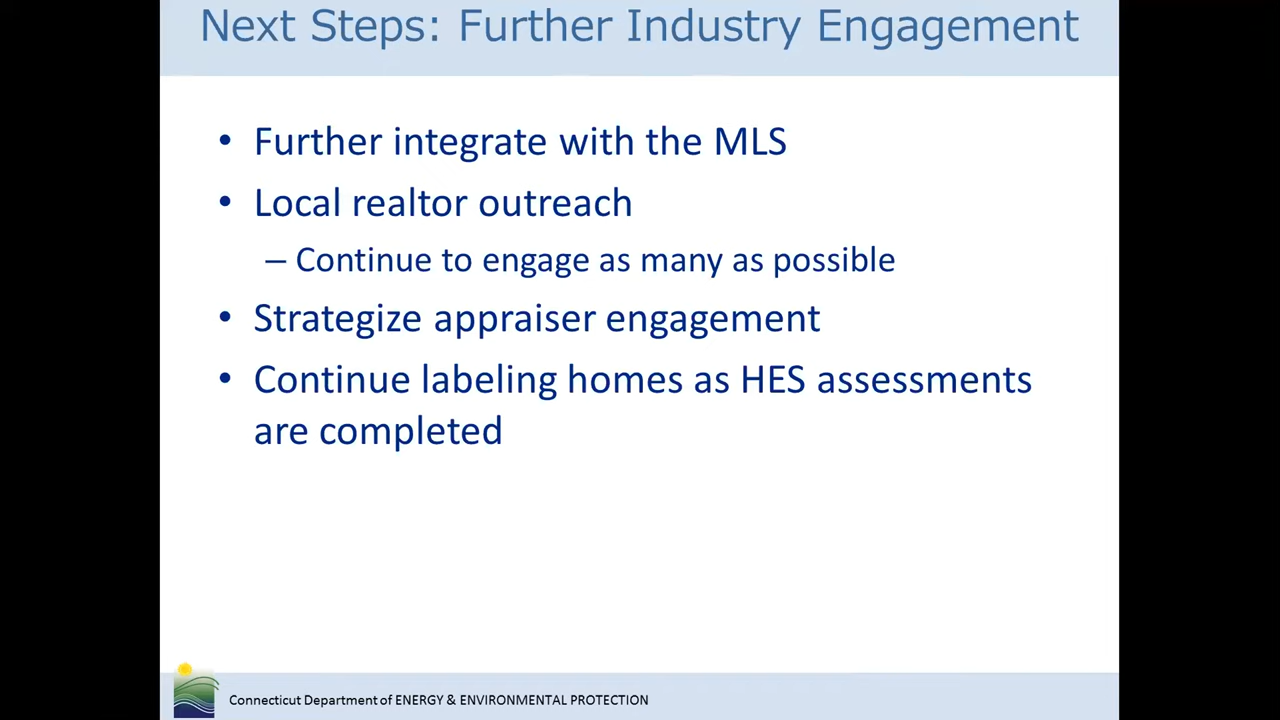 Next Steps: Further Industry Engagement
• Further integrate with the MLS
• Local realtor outreach
– Continue to engage as many as possible
• Strategize appraiser engagement
• Continue labeling homes as HES assessments
are completed
Connecticut Department of ENERGY & ENVIRONMENTAL PROTECTION